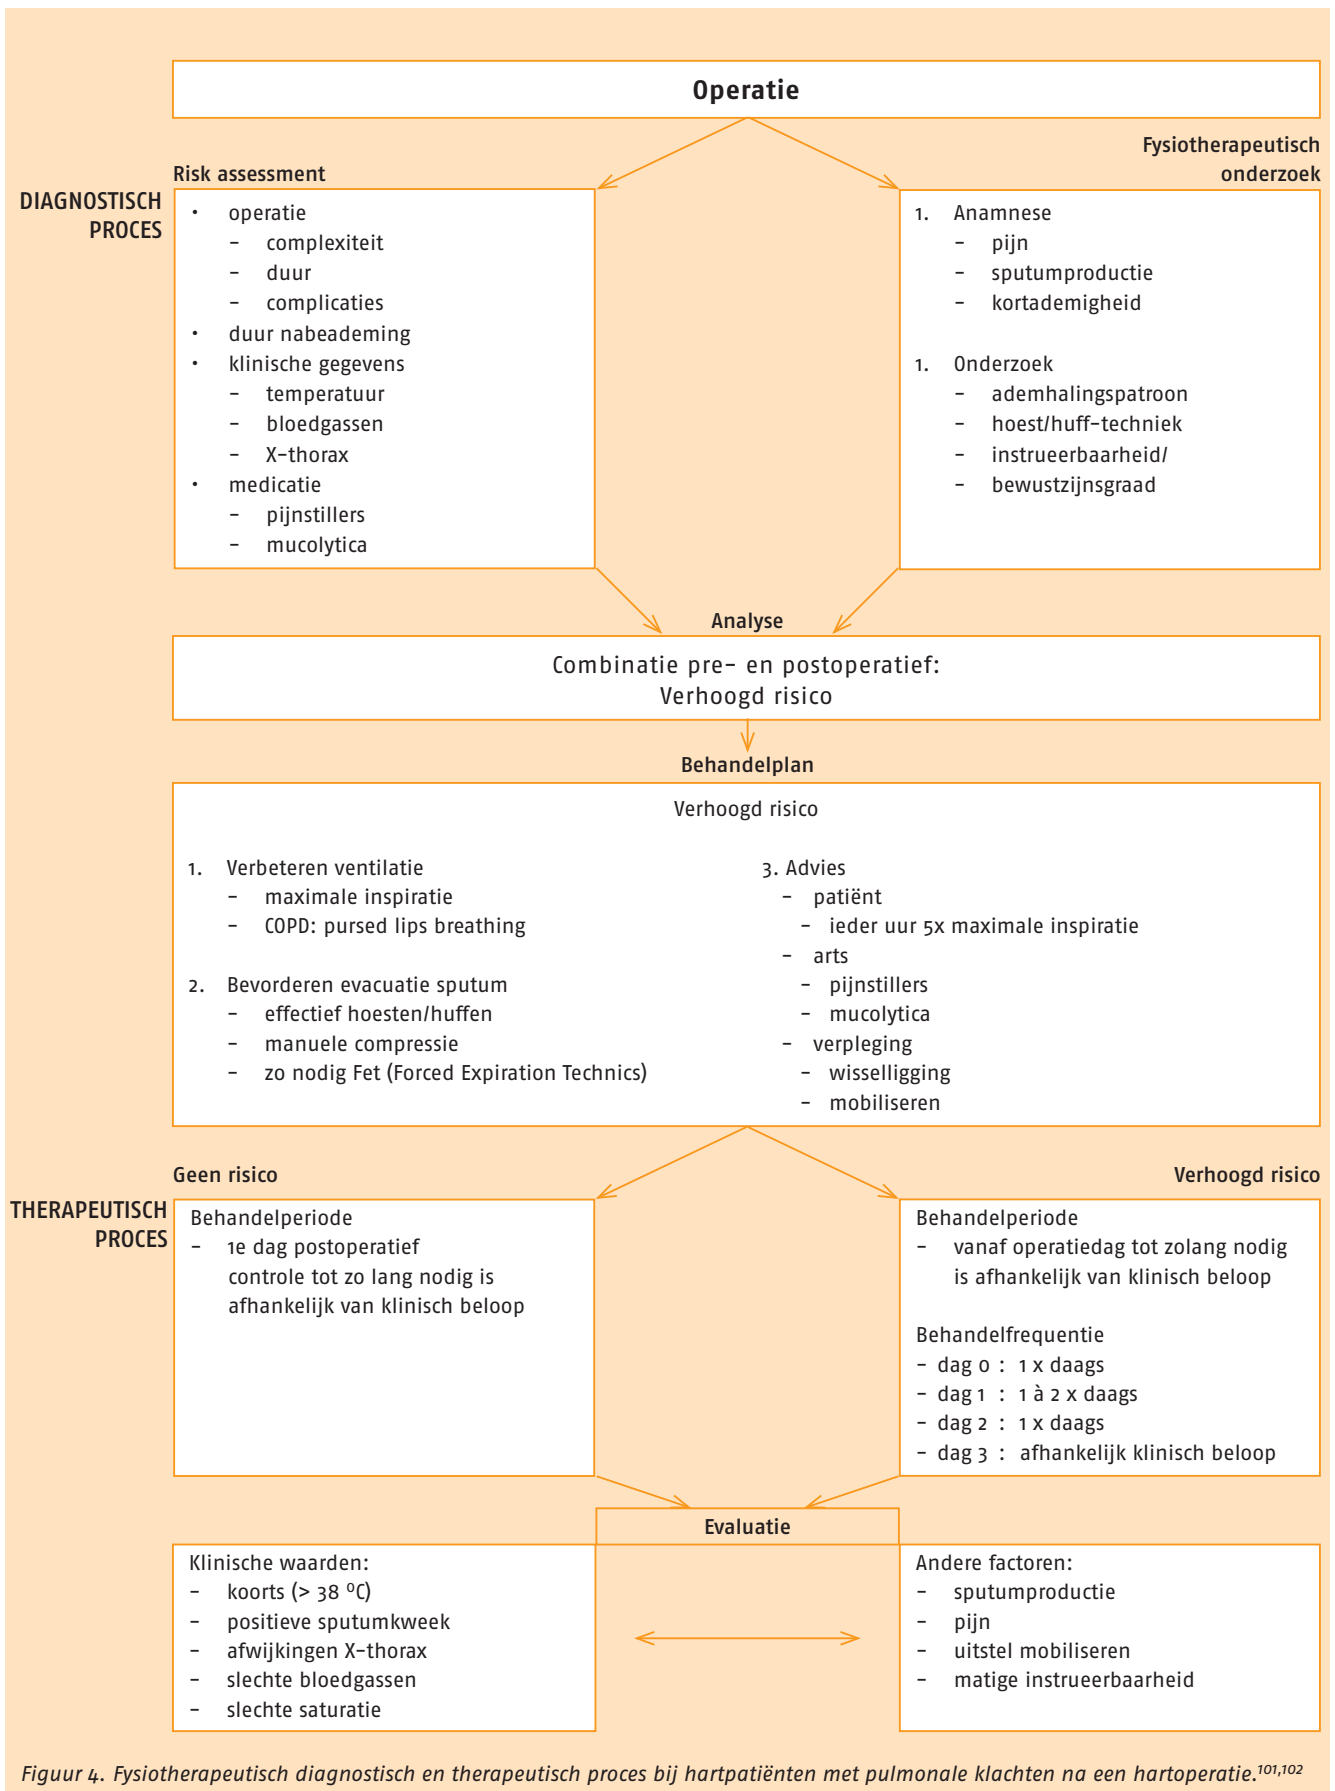 Operatie
Risk assessment
DIAGNOSTISCH
PROCES
• operatie
– complexiteit
– duur
– complicaties
• duur nabeademing
• klinische gegevens
– temperatuur
– bloedgassen
– X-thorax
• medicatie
– pijnstillers
– mucolytica
Fysiotherapeutisch
onderzoek
1. Anamnese
– pijn
– sputumproductie
– kortademigheid
1. Onderzoek
– ademhalingspatroon
– hoest/huff-techniek
– instrueerbaarheid/
– bewustzijnsgraad
Analyse
Combinatie pre- en postoperatief:
Verhoogd risico
Behandelplan
Verhoogd risico
1. Verbeteren ventilatie
– maximale inspiratie
– COPD: pursed lips breathing
2. Bevorderen evacuatie sputum
– effectief hoesten/huffen
– manuele compressie
– zo nodig Fet (Forced Expiration Technics)
3. Advies
– patiënt
– ieder uur 5x maximale inspiratie
– arts
– pijnstillers
– mucolytica
– verpleging
– wisselligging
– mobiliseren
Geen risico
THERAPEUTISCH
PROCES
Behandelperiode
– 1e dag postoperatief
controle tot zo lang nodig is
afhankelijk van klinisch beloop
Verhoogd risico
Behandelperiode
– vanaf operatiedag tot zolang nodig
is afhankelijk van klinisch beloop
Behandelfrequentie
– dag 0 : 1 x daags
– dag 1 : 1 à 2 x daags
– dag 2 : 1 x daags
– dag 3 : afhankelijk klinisch beloop
Evaluatie
Klinische waarden:
– koorts (> 38 ºC)
– positieve sputumkweek
– afwijkingen X-thorax
– slechte bloedgassen
– slechte saturatie
Andere factoren:
– sputumproductie
– pijn
– uitstel mobiliseren
– matige instrueerbaarheid
Figuur 4. Fysiotherapeutisch diagnostisch en therapeutisch proces bij hartpatiënten met pulmonale klachten na een hartoperatie.101,102